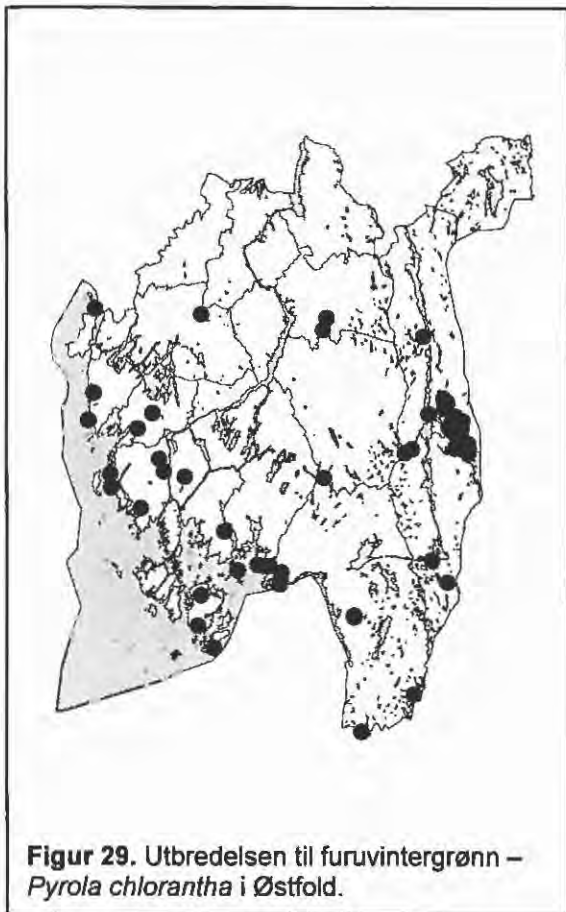 Figur 29. Utbredelsen til furuvintergrønn –
Pyrola chlorantha i Østfold.